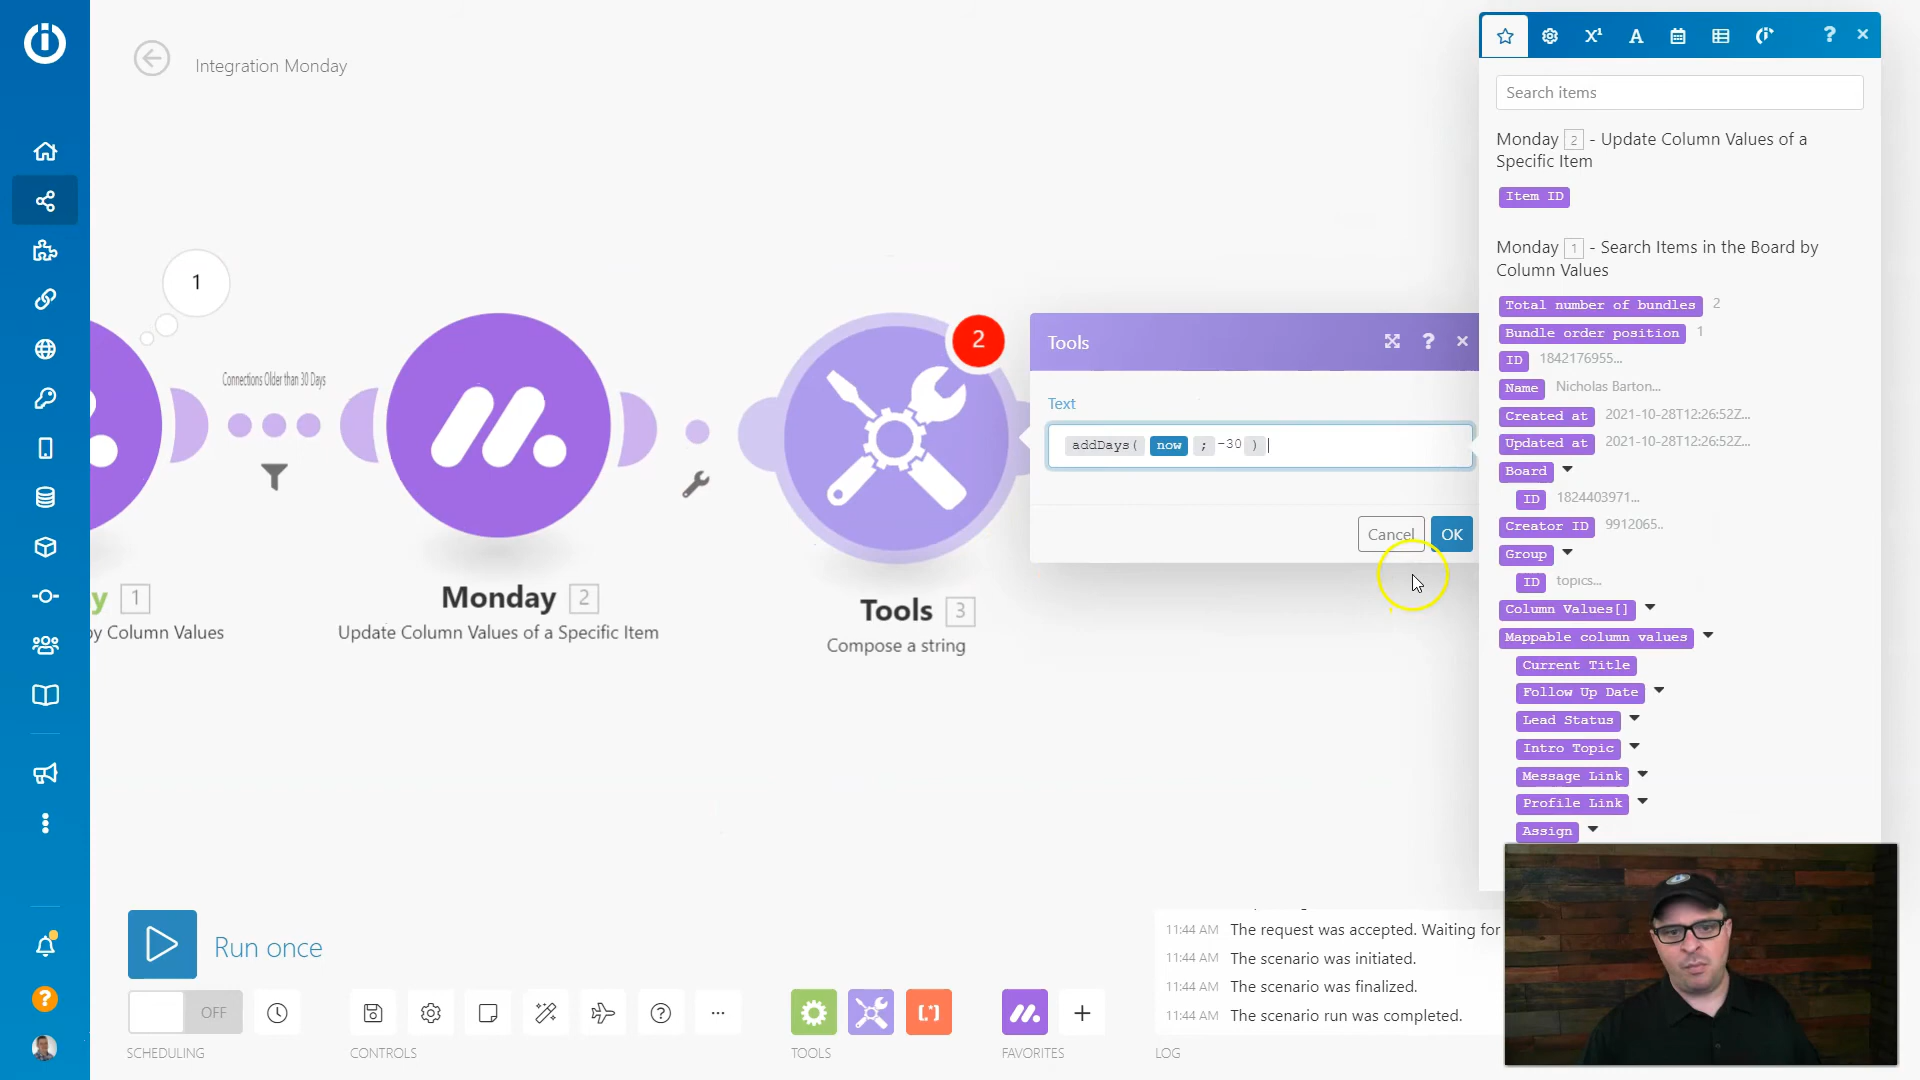 Integration Monday
Search items
Monday 2 - Update Column Values of a
Specific Item
Item ID
Monday 1 - Search Items in the Board by
Column Values
Total number of bundles 2
Bundle order position 1
ID 1842176955...
Name Nicholas Barton...
Created at 2021-10-28T12:26:52Z...
Updated at 2021-10-28T12:26:52Z...
Board
ID 1824403971...
Creator ID 9912065..
Group
ID topics...
Column Values[]
Mappable column values
Current Title
Follow Up Date
Lead Status
Intro Topic
Message Link
Profile Link
Assign
1
Connections Older than 30 Days
2
Tools
Text
addDays( now ; -30 )
Cancel OK
y 1
by Column Values
Monday 2
Update Column Values of a Specific Item
Tools 3
Compose a string
Run once
OFF
SCHEDULING
CONTROLS
TOOLS
FAVORITES
LOG
11:44 AM The request was accepted. Waiting for
11:44 AM The scenario was initiated.
11:44 AM The scenario was finalized.
11:44 AM The scenario run was completed.